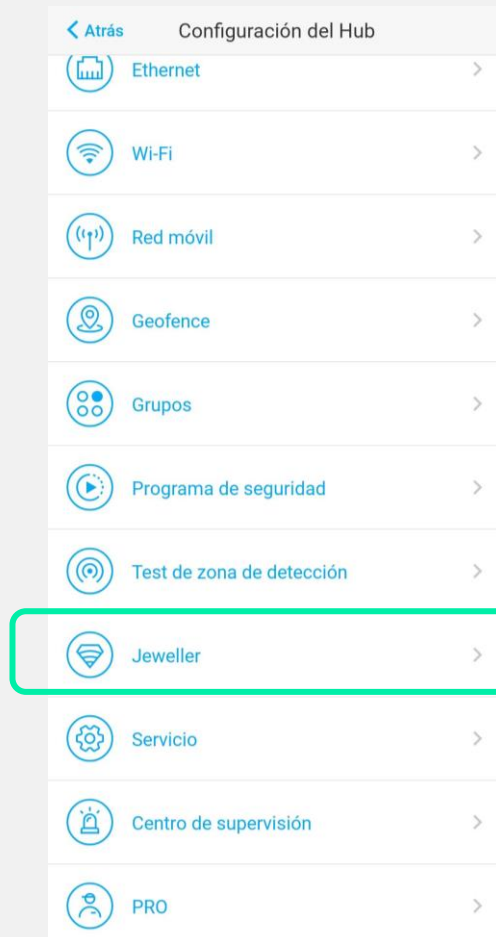 Atrás
Configuración del Hub
Ethernet
Wi-Fi
Red móvil
Geofence
Grupos
Programa de seguridad
Test de zona de detección
Jeweller
Servicio
Centro de supervisión
PRO